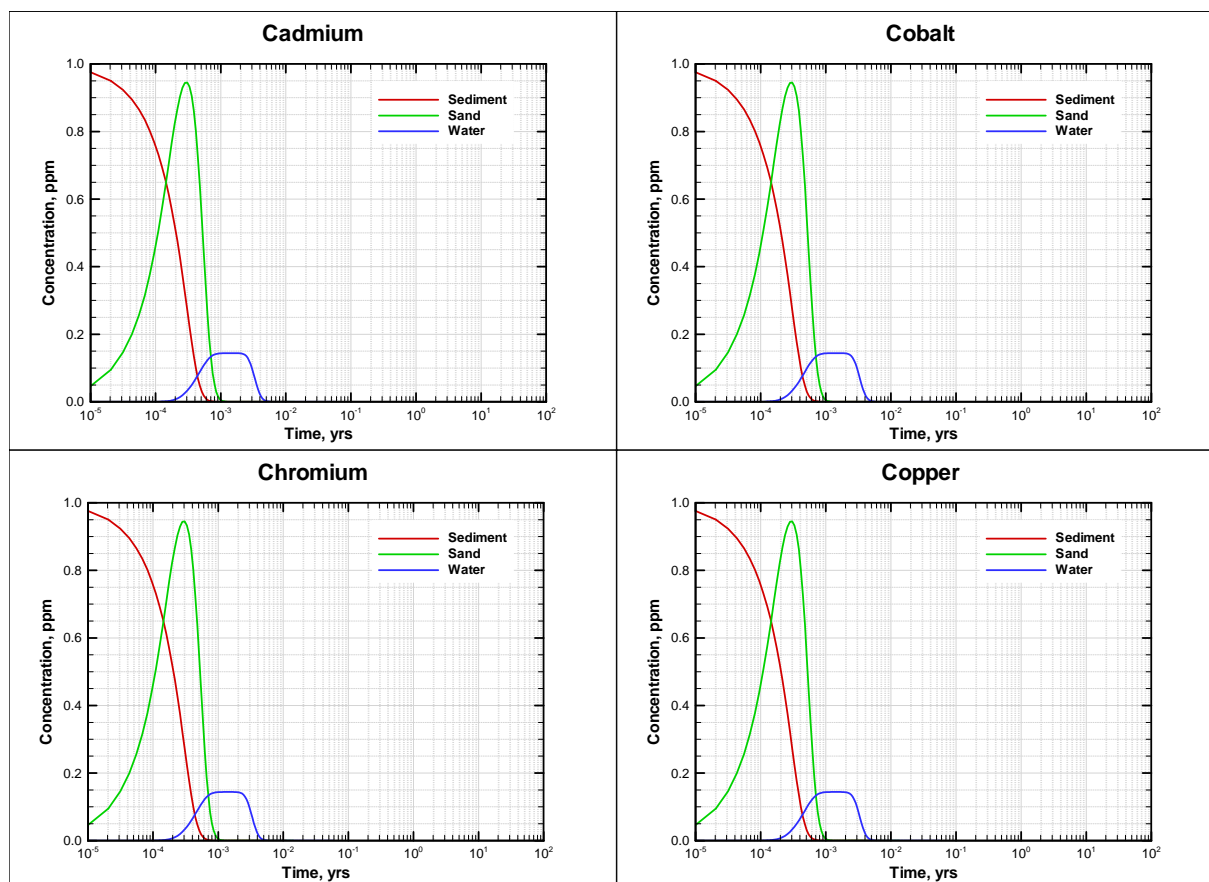 Cadmium
1.0
0.8
0.6
0.4
0.2
0.0
Concentration, ppm
Sediment
Sand
Water
10⁻⁵ 10⁻⁴ 10⁻³ 10⁻² 10⁻¹ 10⁰ 10¹ 10²
Time, yrs
Cobalt
1.0
0.8
0.6
0.4
0.2
0.0
Concentration, ppm
Sediment
Sand
Water
10⁻⁵ 10⁻⁴ 10⁻³ 10⁻² 10⁻¹ 10⁰ 10¹ 10²
Time, yrs
Chromium
1.0
0.8
0.6
0.4
0.2
0.0
Concentration, ppm
Sediment
Sand
Water
10⁻⁵ 10⁻⁴ 10⁻³ 10⁻² 10⁻¹ 10⁰ 10¹ 10²
Time, yrs
Copper
1.0
0.8
0.6
0.4
0.2
0.0
Concentration, ppm
Sediment
Sand
Water
10⁻⁵ 10⁻⁴ 10⁻³ 10⁻² 10⁻¹ 10⁰ 10¹ 10²
Time, yrs